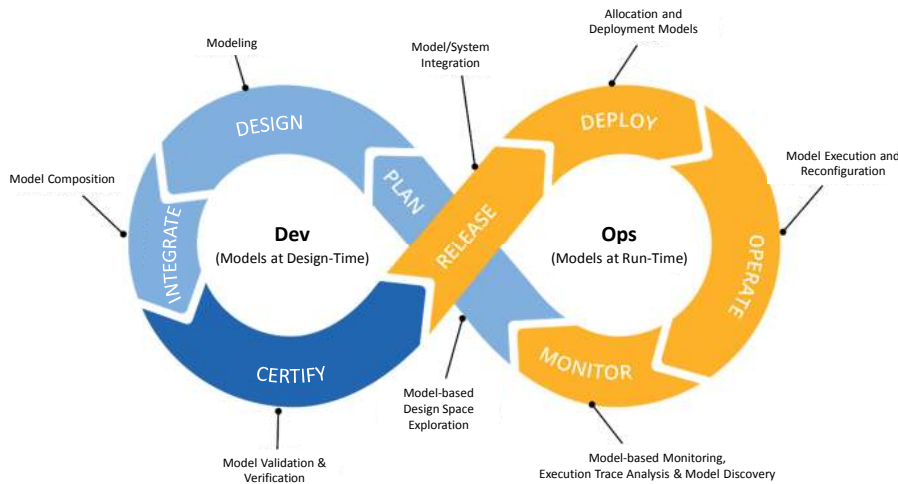 Allocation and
Deployment Models
Modeling
Model/System
Integration
DESIGN
DEPLOY
Model Execution and
Reconfiguration
Model Composition
PLAN
INTEGRATE
RELEASE
Dev
(Models at Design-Time)
Ops
(Models at Run-Time)
OPERATE
CERTIFY
MONITOR
Model-based
Design Space
Exploration
Model Validation &
Verification
Model-based Monitoring,
Execution Trace Analysis & Model Discovery